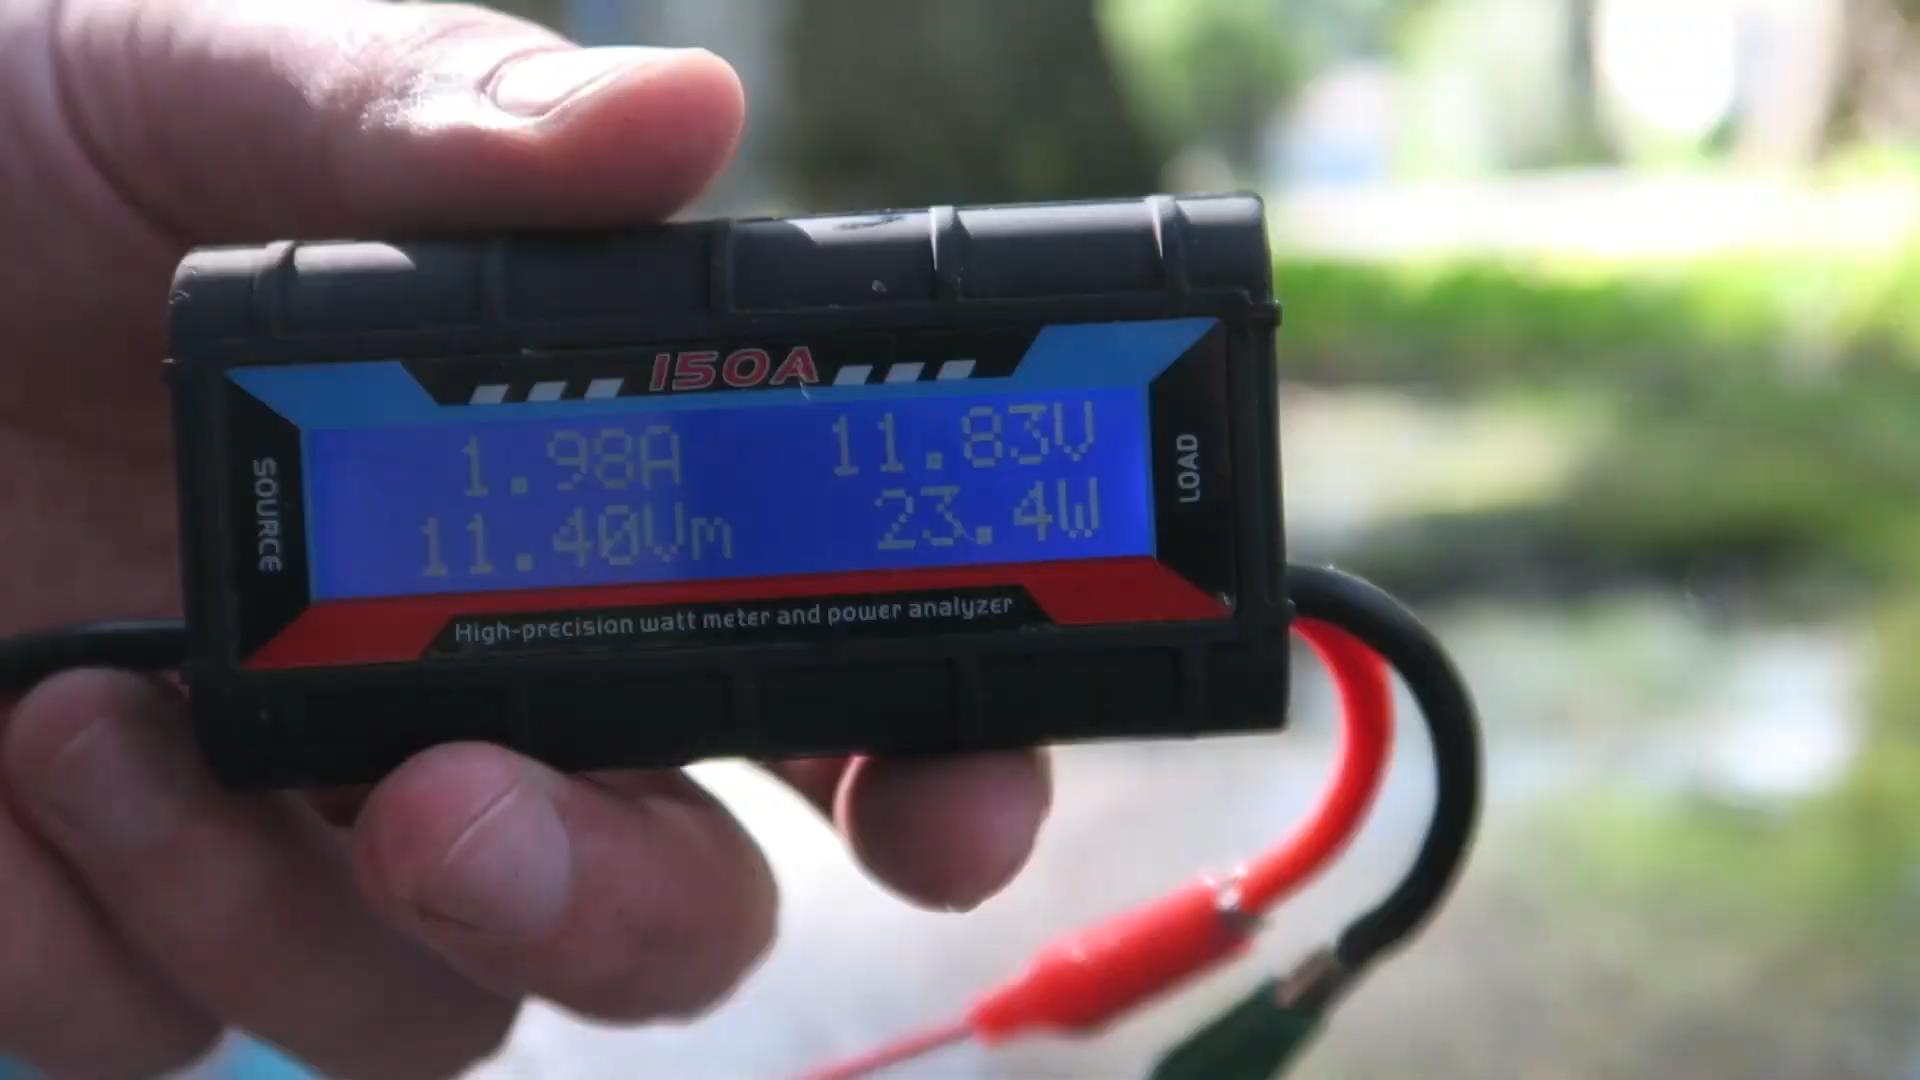 150A
SOURCE
1.98A 11.83V
11.40Vm 23.4W
LOAD
High-precision watt meter and power analyzer